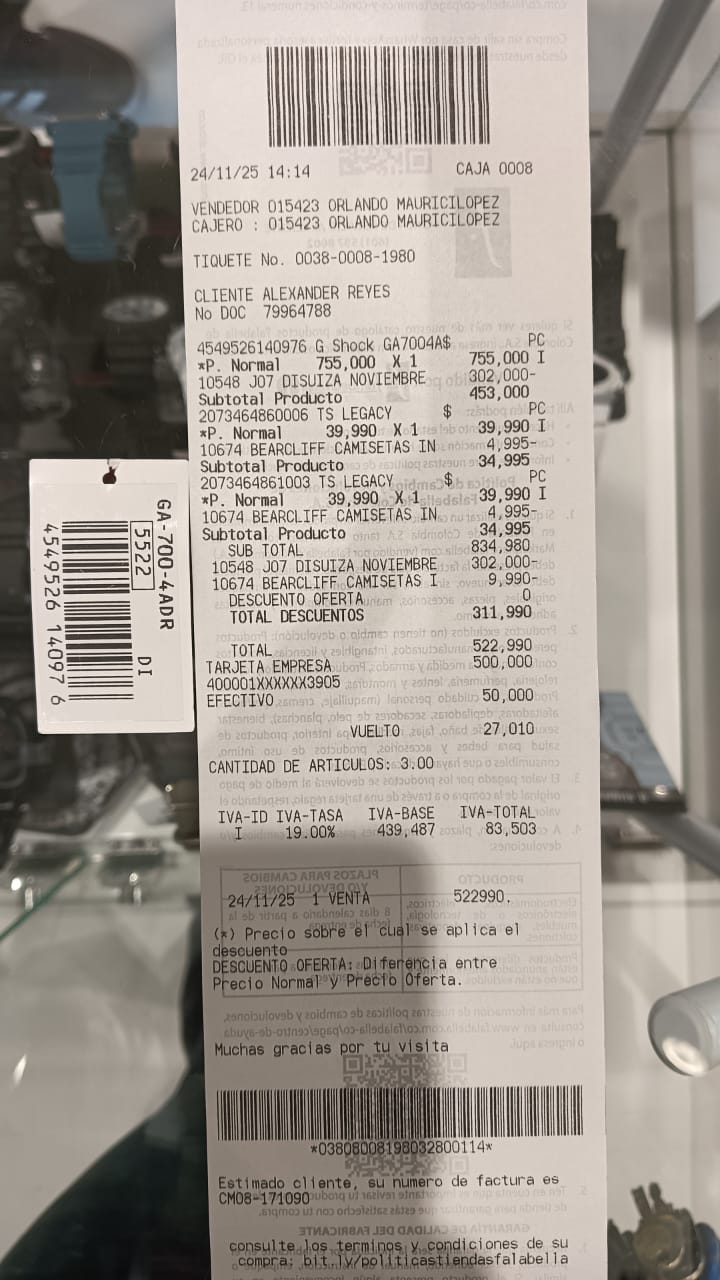 24/11/25 14:14 CAJA 0008
VENDEDOR 015423 ORLANDO MAURICILOPEZ
CAJERO : 015423 ORLANDO MAURICILOPEZ
TIQUETE No. 0038-0008-1980
CLIENTE ALEXANDER REYES
No DOC 79964788
4549526140976 G Shock GA7004A$ PC
*P. Normal 755,000 X 1 755,000 I
10548 J07 DISUIZA NOVIEMBRE 302,000-
Subtotal Producto 453,000
2073464860006 TS LEGACY $ PC
*P. Normal 39,990 X 1 39,990 I
10674 BEARCLIFF CAMISETAS IN 4,995-
Subtotal Producto 34,995
2073464861003 TS LEGACY $ PC
*P. Normal 39,990 X 1 39,990 I
10674 BEARCLIFF CAMISETAS IN 4,995-
Subtotal Producto 34,995
SUB TOTAL 834,980
10548 J07 DISUIZA NOVIEMBRE 302,000-
10674 BEARCLIFF CAMISETAS I 9,990-
DESCUENTO OFERTA 0
TOTAL DESCUENTOS 311,990
TOTAL 522,990
TARJETA EMPRESA 500,000
400001XXXXXX3905
EFECTIVO 50,000
VUELTO 27,010
CANTIDAD DE ARTICULOS: 3.00
IVA-ID IVA-TASA IVA-BASE IVA-TOTAL
I 19.00% 439,487 83,503
24/11/25 1 VENTA 522990.
(*) Precio sobre el cual se aplica el
descuento
DESCUENTO OFERTA: Diferencia entre
Precio Normal y Precio Oferta.
Muchas gracias por tu visita
*03808008198032800114*
Estimado cliente, su numero de factura es
CM08-171090
consulte los terminos y condiciones de su
compra: bit.ly/politicastiendasfalabella
GA-700-4ADR
5522 DI
4549526 14097 6